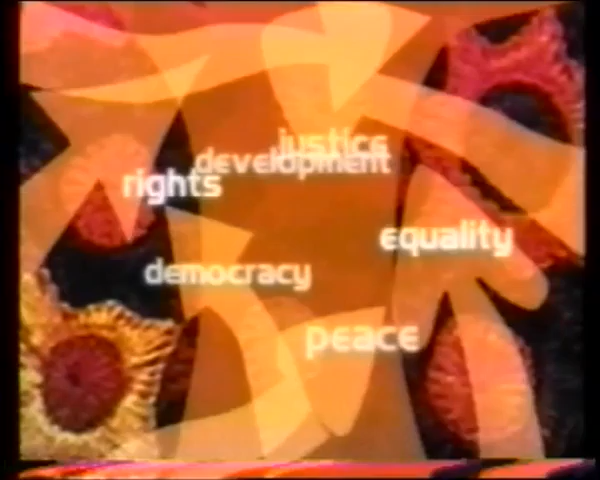 justice
development
rights
equality
democracy
peace